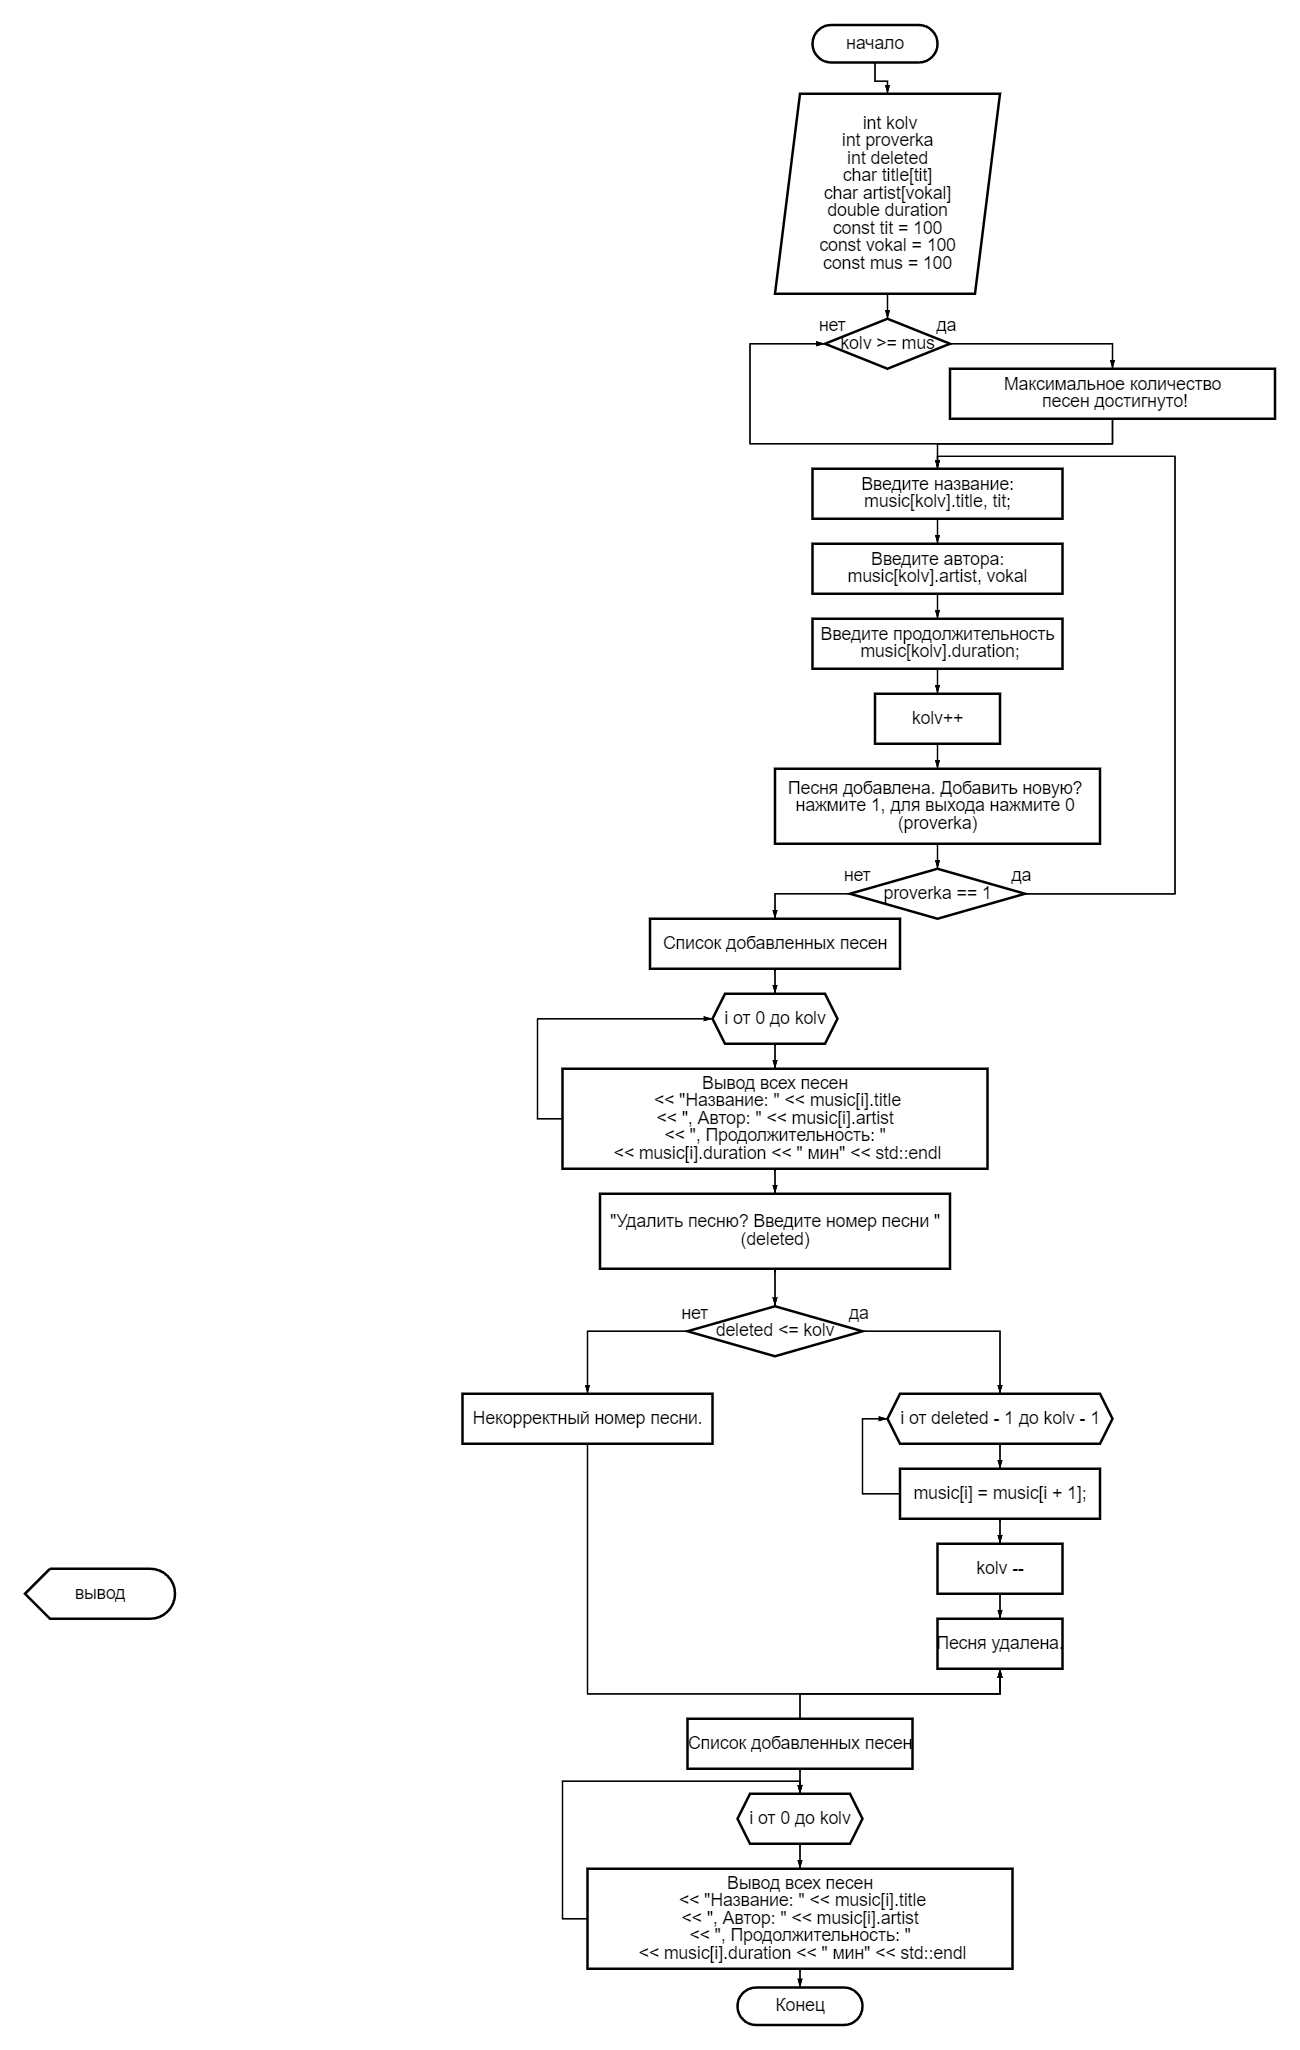 начало
int kolv
int proverka
int deleted
char title[tit]
char artist[vokal]
double duration
const tit = 100
const vokal = 100
const mus = 100
нет
да
kolv >= mus
Максимальное количество
песен достигнуто!
Введите название:
music[kolv].title, tit;
Введите автора:
music[kolv].artist, vokal
Введите продолжительность
music[kolv].duration;
kolv++
Песня добавлена. Добавить новую?
нажмите 1, для выхода нажмите 0
(proverka)
нет
да
proverka == 1
Список добавленных песен
i от 0 до kolv
Вывод всех песен
<< "Название: " << music[i].title
<< ", Автор: " << music[i].artist
<< ", Продолжительность: "
<< music[i].duration << " мин" << std::endl
"Удалить песню? Введите номер песни "
(deleted)
нет
да
deleted <= kolv
Некорректный номер песни.
i от deleted - 1 до kolv - 1
music[i] = music[i + 1];
kolv --
вывод
Песня удалена.
Список добавленных песен
i от 0 до kolv
Вывод всех песен
<< "Название: " << music[i].title
<< ", Автор: " << music[i].artist
<< ", Продолжительность: "
<< music[i].duration << " мин" << std::endl
Конец